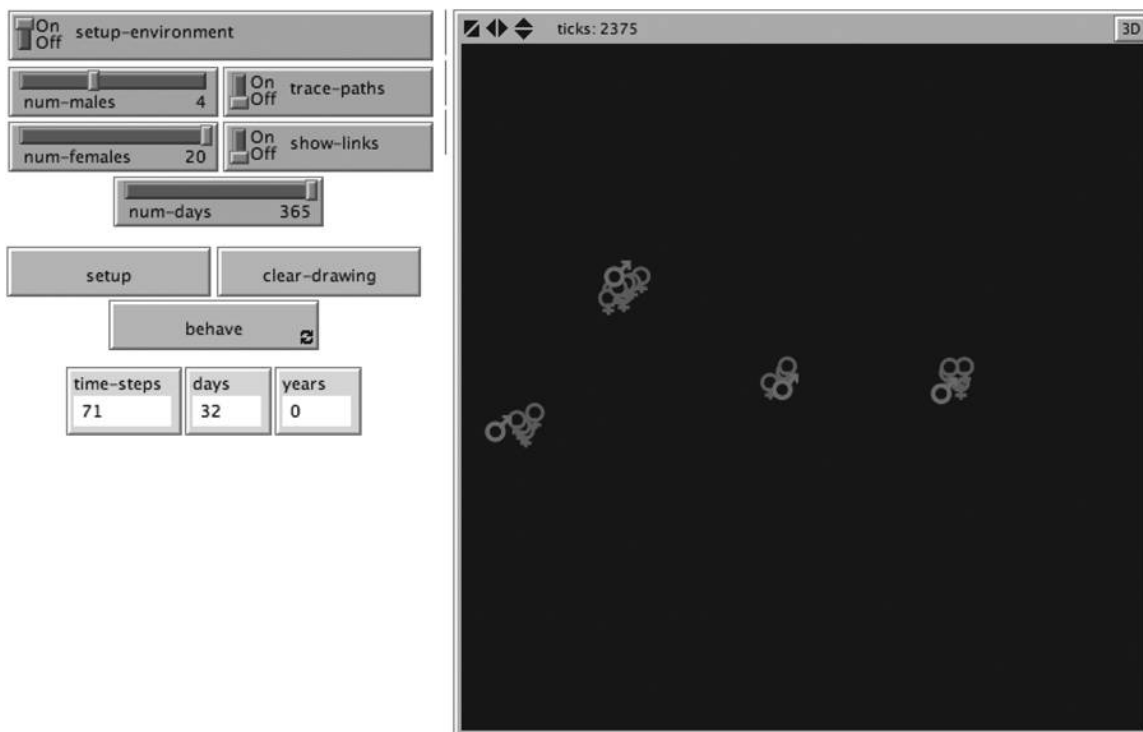 On
Off
setup-environment
num-males 4
On
Off
trace-paths
num-females 20
On
Off
show-links
num-days 365
setup
clear-drawing
behave
time-steps
71
days
32
years
0
ticks: 2375
3D